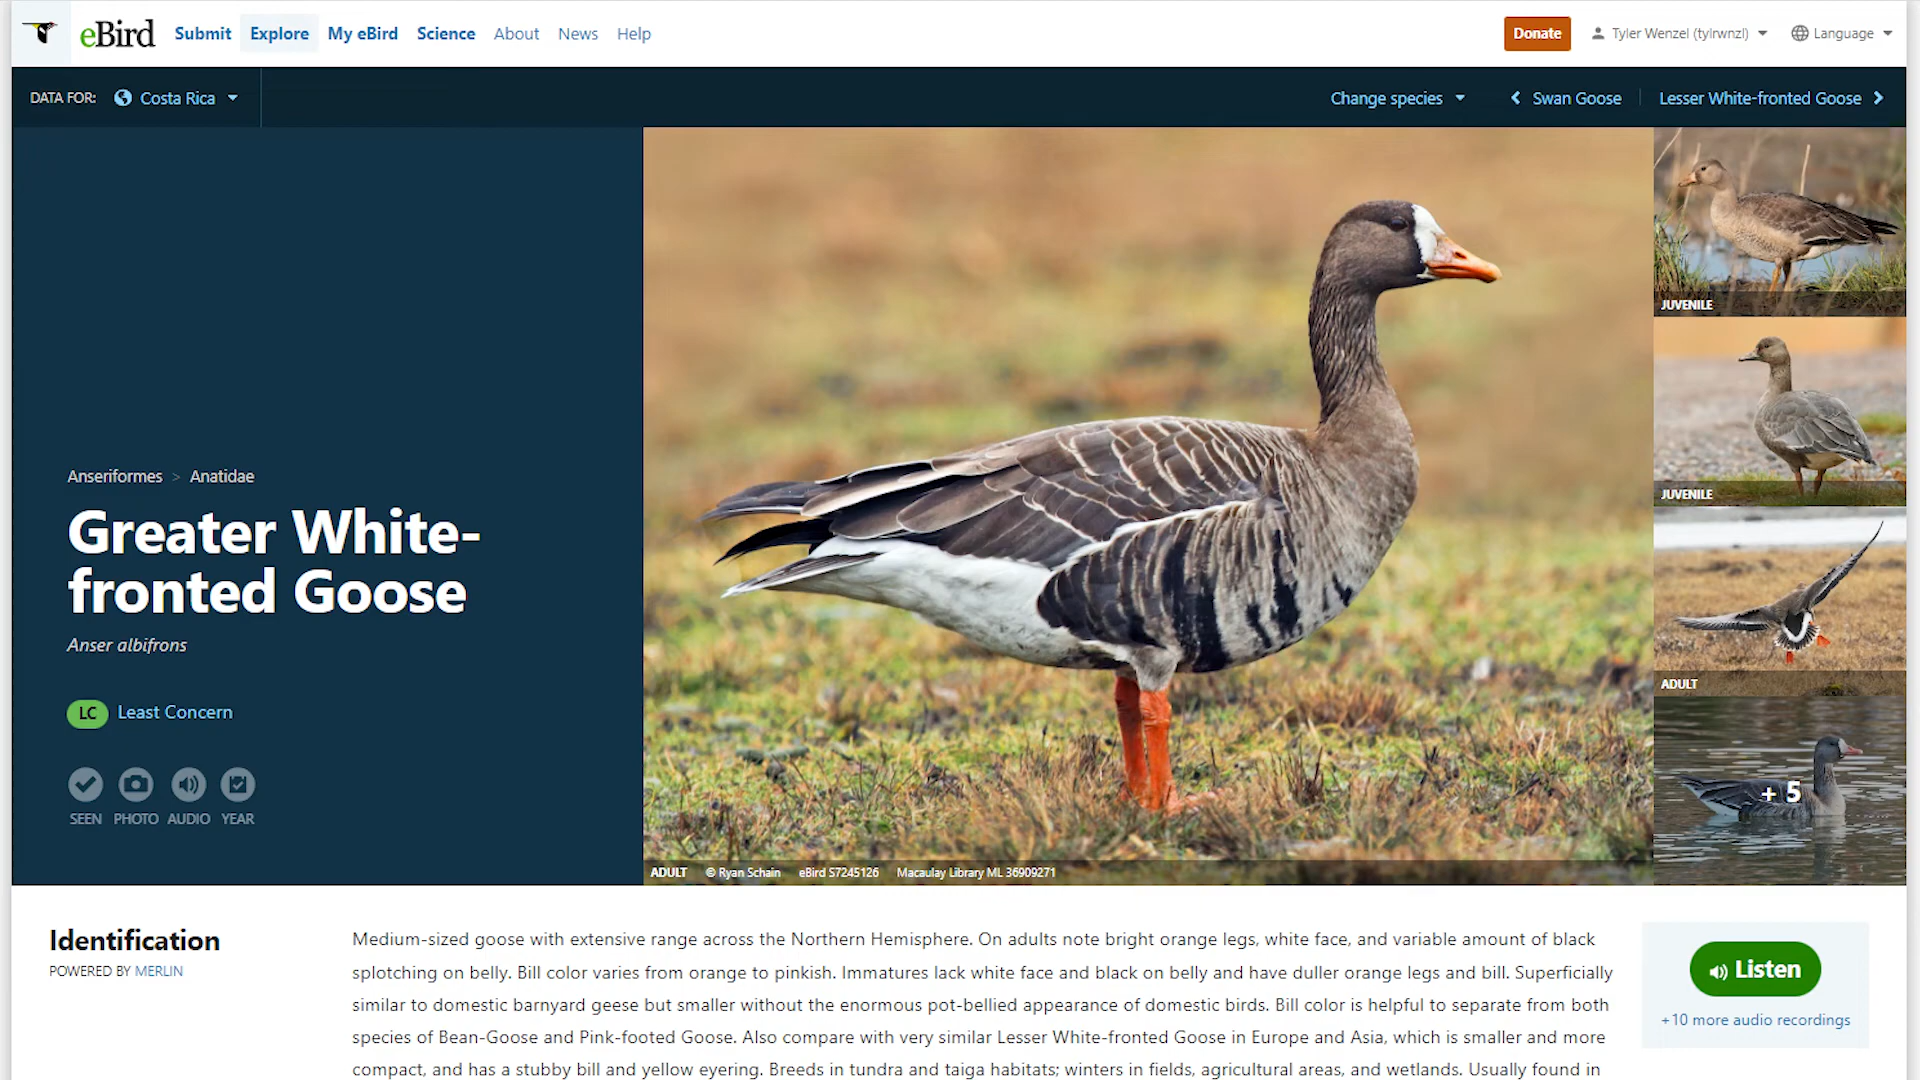 eBird Submit Explore My eBird Science About News Help Donate Tyler Wenzel (tylrwnzl) Language
DATA FOR: Costa Rica Change species Swan Goose Lesser White-fronted Goose
Anseriformes > Anatidae
Greater White-
fronted Goose
Anser albifrons
LC Least Concern
SEEN PHOTO AUDIO YEAR
ADULT © Ryan Schain eBird S7245126 Macaulay Library ML 36909271
JUVENILE
JUVENILE
ADULT
+ 5
Identification
POWERED BY MERLIN
Medium-sized goose with extensive range across the Northern Hemisphere. On adults note bright orange legs, white face, and variable amount of black
splotching on belly. Bill color varies from orange to pinkish. Immatures lack white face and black on belly and have duller orange legs and bill. Superficially
similar to domestic barnyard geese but smaller without the enormous pot-bellied appearance of domestic birds. Bill color is helpful to separate from both
species of Bean-Goose and Pink-footed Goose. Also compare with very similar Lesser White-fronted Goose in Europe and Asia, which is smaller and more
compact, and has a stubby bill and yellow eyering. Breeds in tundra and taiga habitats; winters in fields, agricultural areas, and wetlands. Usually found in
Listen
+10 more audio recordings